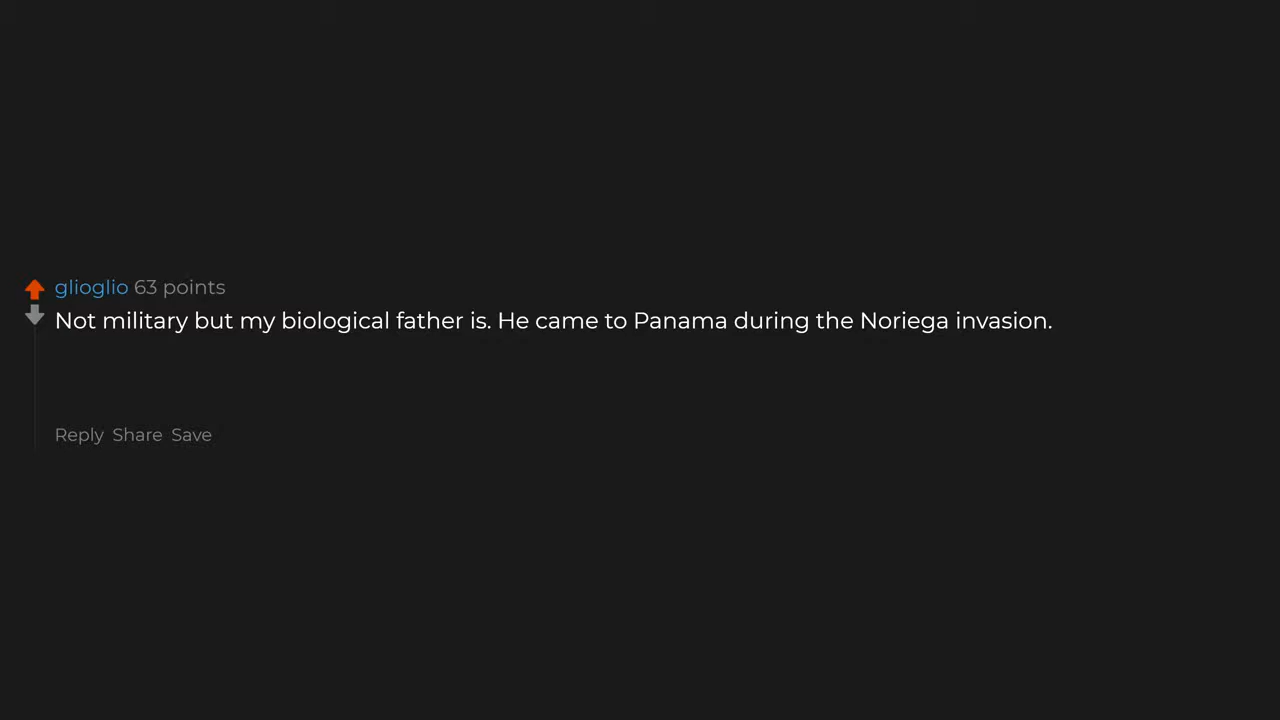 glioglio 63 points
Not military but my biological father is. He came to Panama during the Noriega invasion.
Reply Share Save